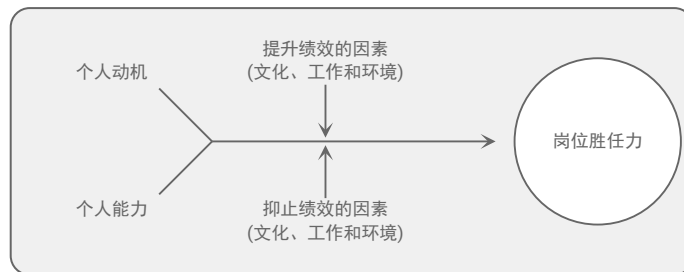 个人动机
提升绩效的因素
(文化、工作和环境)
岗位胜任力
个人能力
抑止绩效的因素
(文化、工作和环境)